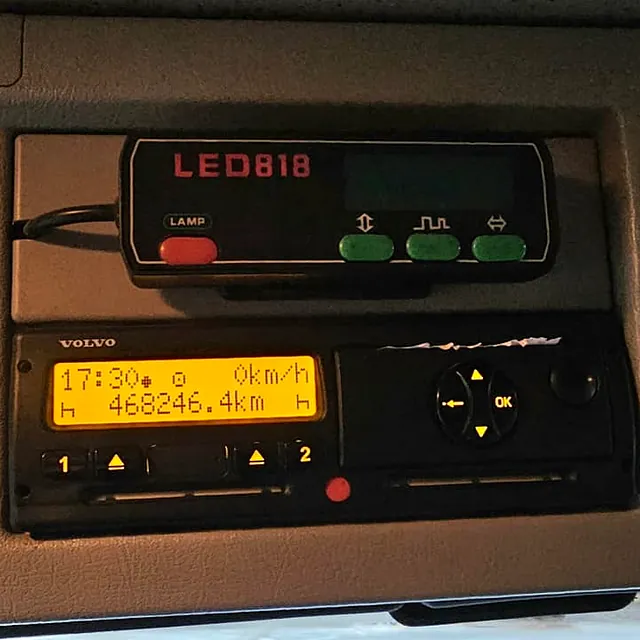 LED818
LAMP
VOLVO
17:30 0km/h
468246.4km
1 2
OK